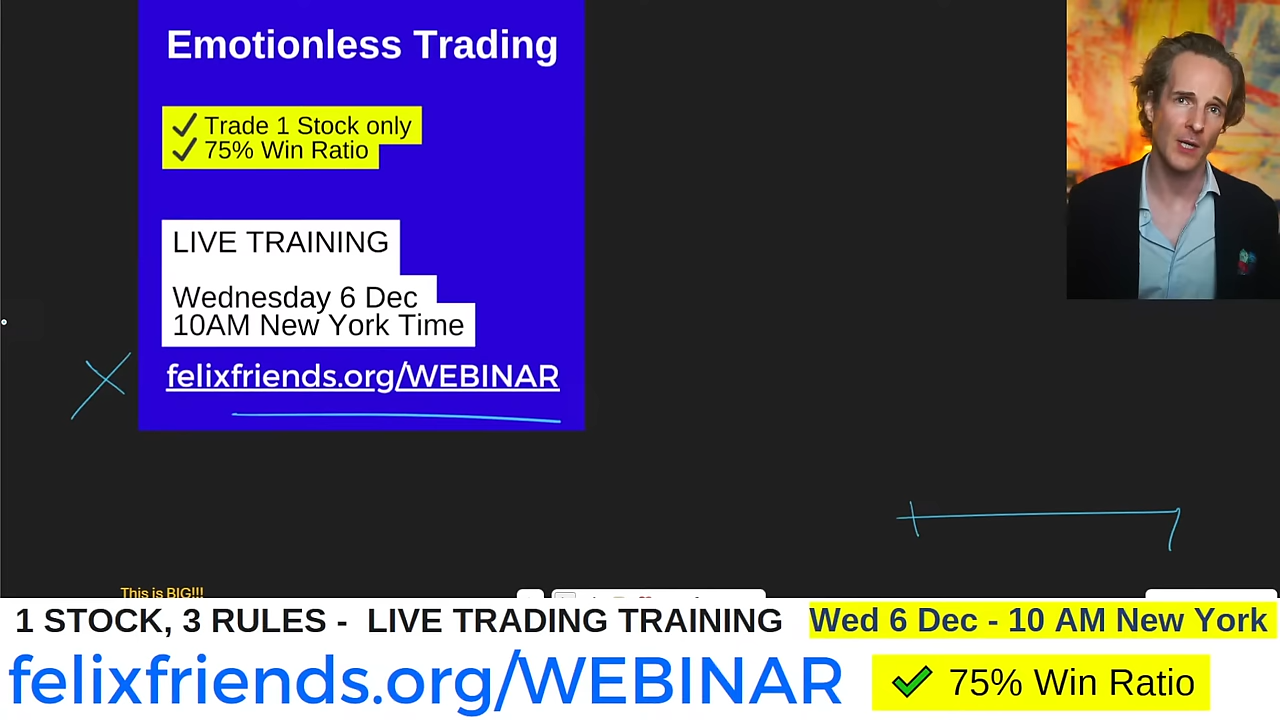 Emotionless Trading
✓ Trade 1 Stock only
✓ 75% Win Ratio
LIVE TRAINING
Wednesday 6 Dec
10AM New York Time
felixfriends.org/WEBINAR
This is BIG!!!
1 STOCK, 3 RULES - LIVE TRADING TRAINING
Wed 6 Dec - 10 AM New York
felixfriends.org/WEBINAR
✓ 75% Win Ratio